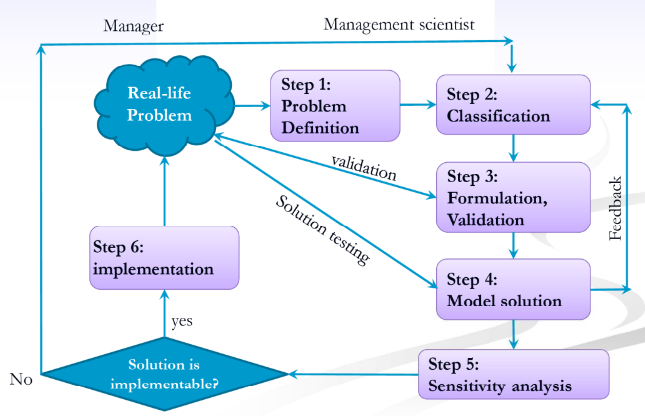 Manager
Management scientist
Real-life
Problem
Step 1:
Problem
Definition
Step 2:
Classification
validation
Step 3:
Formulation,
Validation
Feedback
Solution testing
Step 6:
implementation
Step 4:
Model solution
yes
Step 5:
Sensitivity analysis
Solution is
implementable?
No